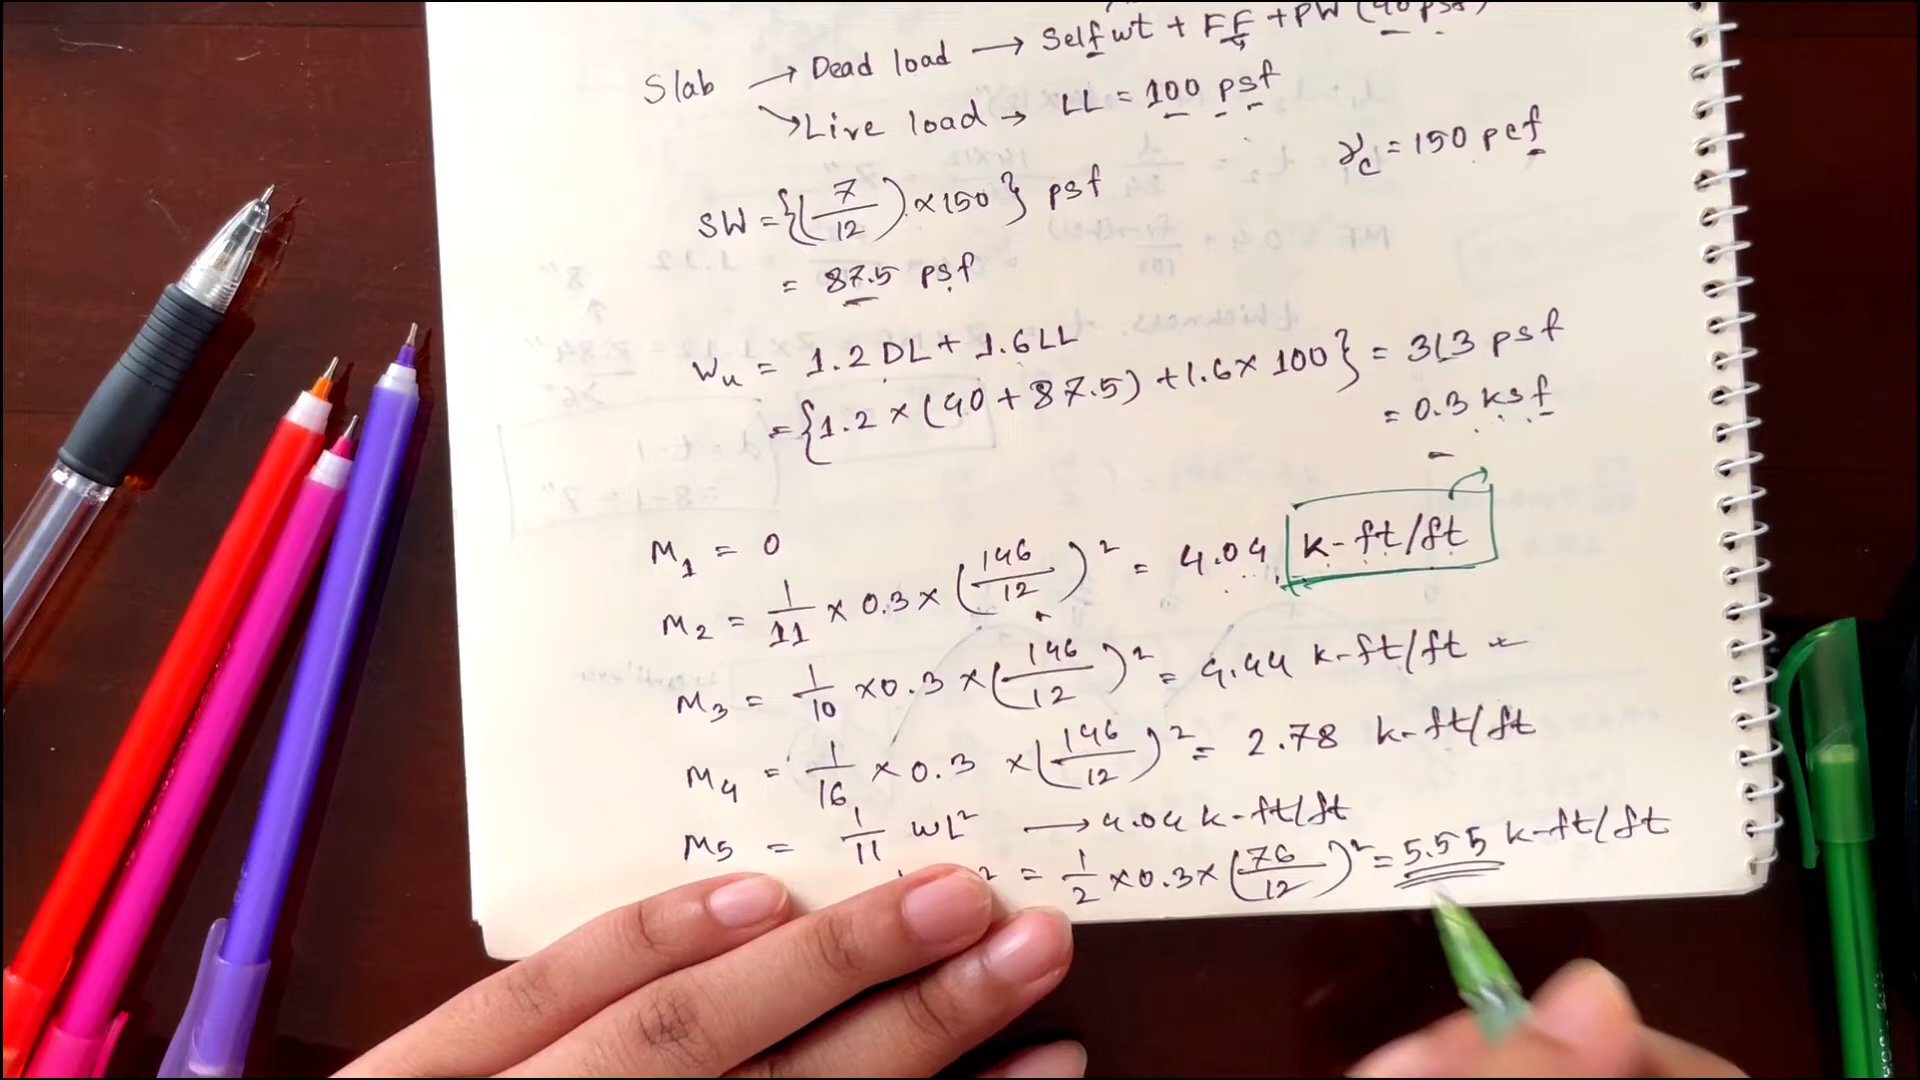 Slab → Dead load → Selfwt + FF + PW (40 psf)
↘ Live load → LL = 100 psf
γc = 150 pcf
SW = {(7/12) × 150} psf
= 87.5 psf
Wu = 1.2 DL + 1.6 LL
= {1.2 × (40 + 87.5) + 1.6 × 100} = 313 psf
= 0.3 ksf
M1 = 0
M2 = 1/11 × 0.3 × (146/12)² = 4.04 k-ft/ft
M3 = 1/10 × 0.3 × (146/12)² = 4.44 k-ft/ft
M4 = 1/16 × 0.3 × (146/12)² = 2.78 k-ft/ft
M5 = 1/11 WL² → 4.04 k-ft/ft
² = 1/2 × 0.3 × (76/12)² = 5.55 k-ft/ft